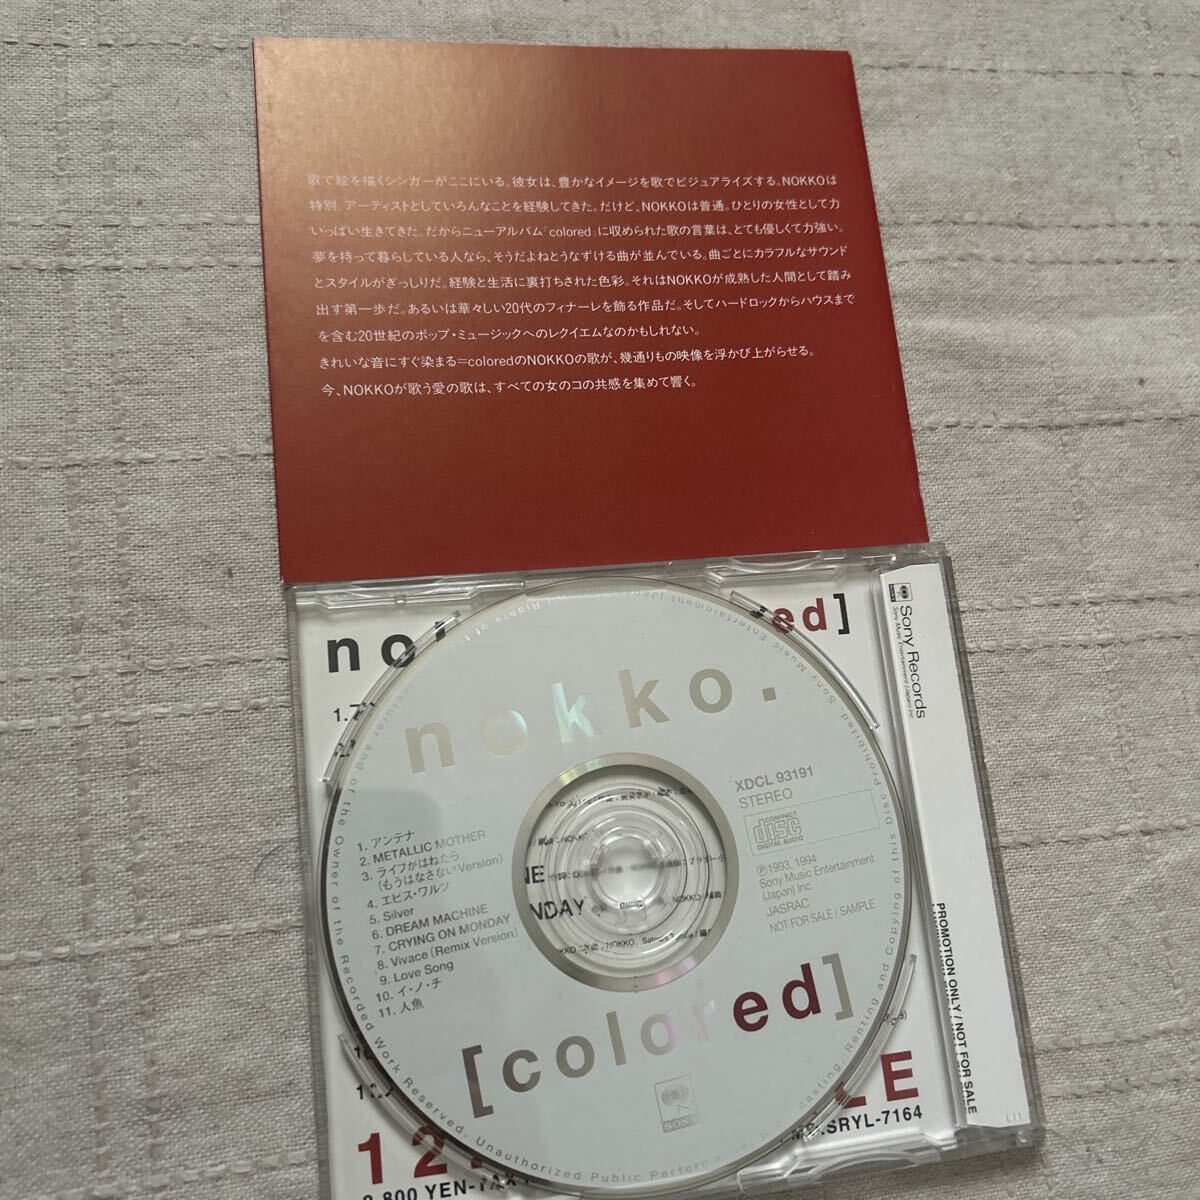 歌で絵を描くシンガーがここにいる。彼女は、豊かなイメージを歌でビジュアライズする。NOKKOは
特別。アーティストとしていろんなことを経験してきた。だけど、NOKKOは普通。ひとりの女性として力
いっぱい生きてきた。だからニューアルバム「colored」に収められた歌の言葉は、とても優しくて力強い。
夢を持って暮らしている人なら、そうだよねとうなずける曲が並んでいる。曲ごとにカラフルなサウンド
とスタイルがぎっしりだ。経験と生活に裏打ちされた色彩。それはNOKKOが成熟した人間として踏み
出す第一歩だ。あるいは華々しい20代のフィナーレを飾る作品だ。そしてハードロックからハウスまで
を含む20世紀のポップ・ミュージックへのレクイエムなのかもしれない。
きれいな音にすぐ染まる=coloredのNOKKOの歌が、幾通りもの映像を浮かび上がらせる。
今、NOKKOが歌う愛の歌は、すべての女のコの共感を集めて響く。
ed]
nokko.
XDCL 93191
STEREO
COMPACT
disc
DIGITAL AUDIO
Ⓟ1993, 1994
Sony Music Entertainment
(Japan) Inc.
JASRAC
NOT FOR SALE / SAMPLE
1. アンテナ
2. METALLIC MOTHER
3. ライフがはねたら
(もうはなさないVersion)
4. エビス・ワルツ
5. Silver
6. DREAM MACHINE
7. CRYING ON MONDAY
8. Vivace (Remix Version)
9. Love Song
10. イ・ノ・チ
11. 人魚
[colored]
SONY
NDAY
Sony Records
Sony Music Entertainment (Japan) Inc.
PROMOTION ONLY / NOT FOR SALE
SRYL-7164